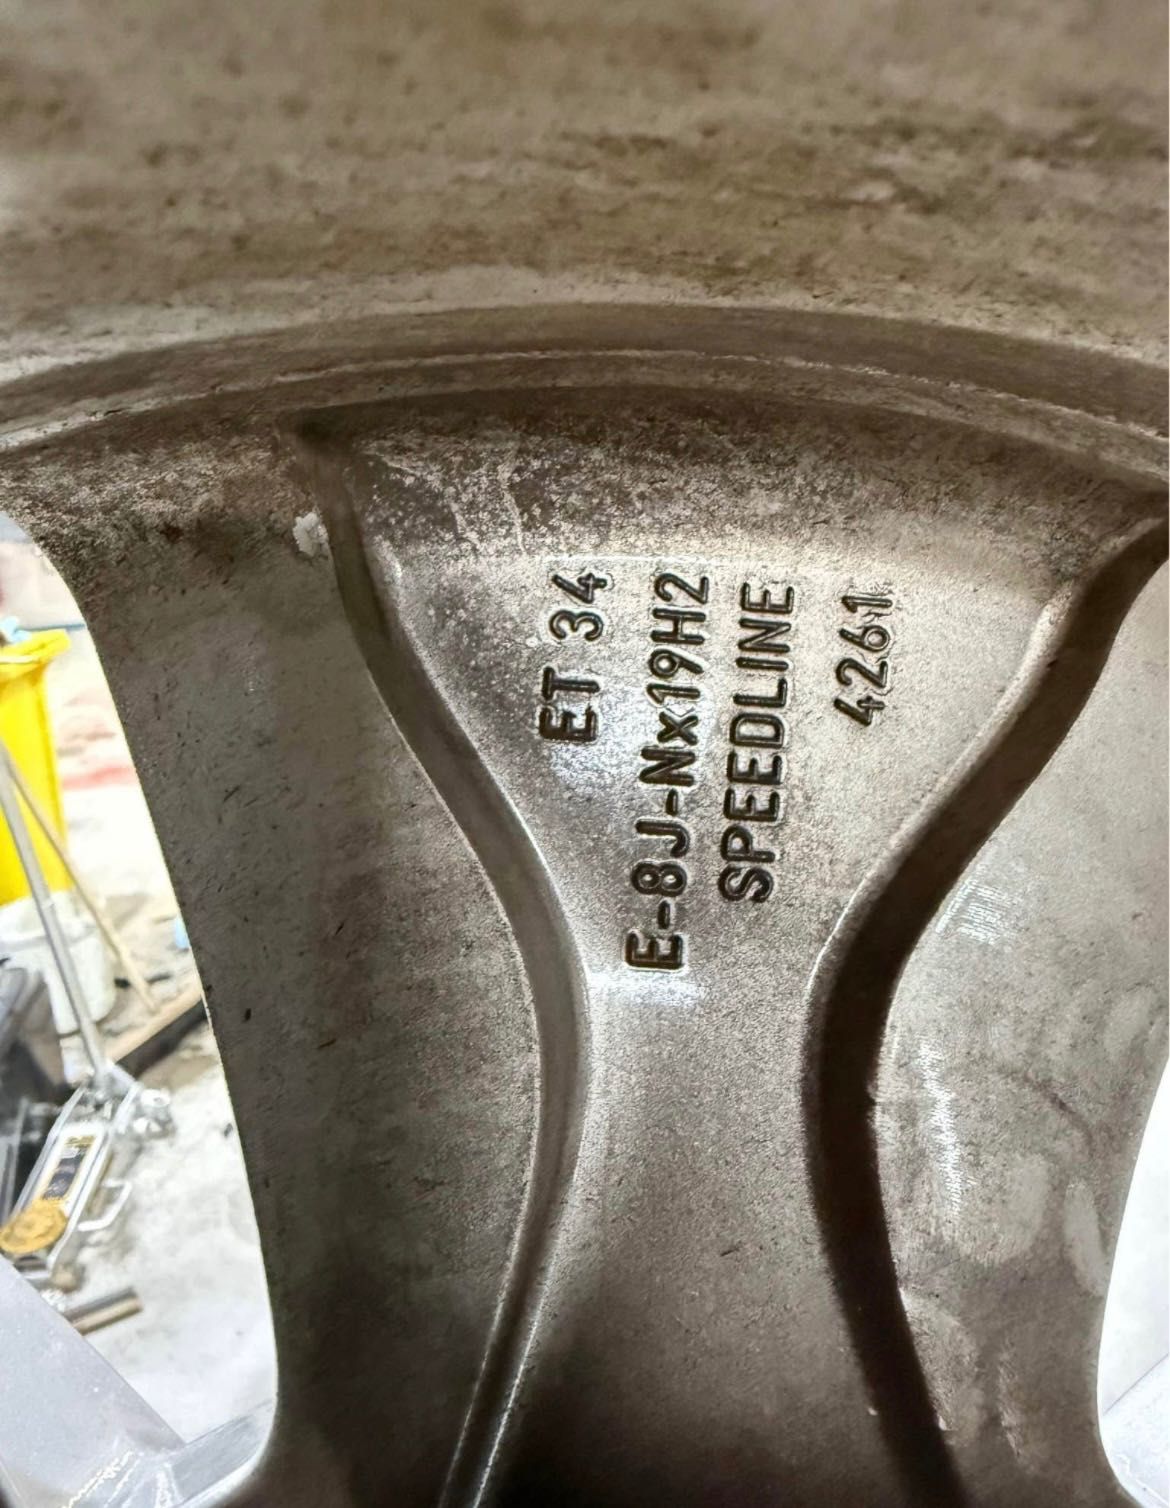 ET 34
E-8J-Nx19H2
SPEEDLINE
4261